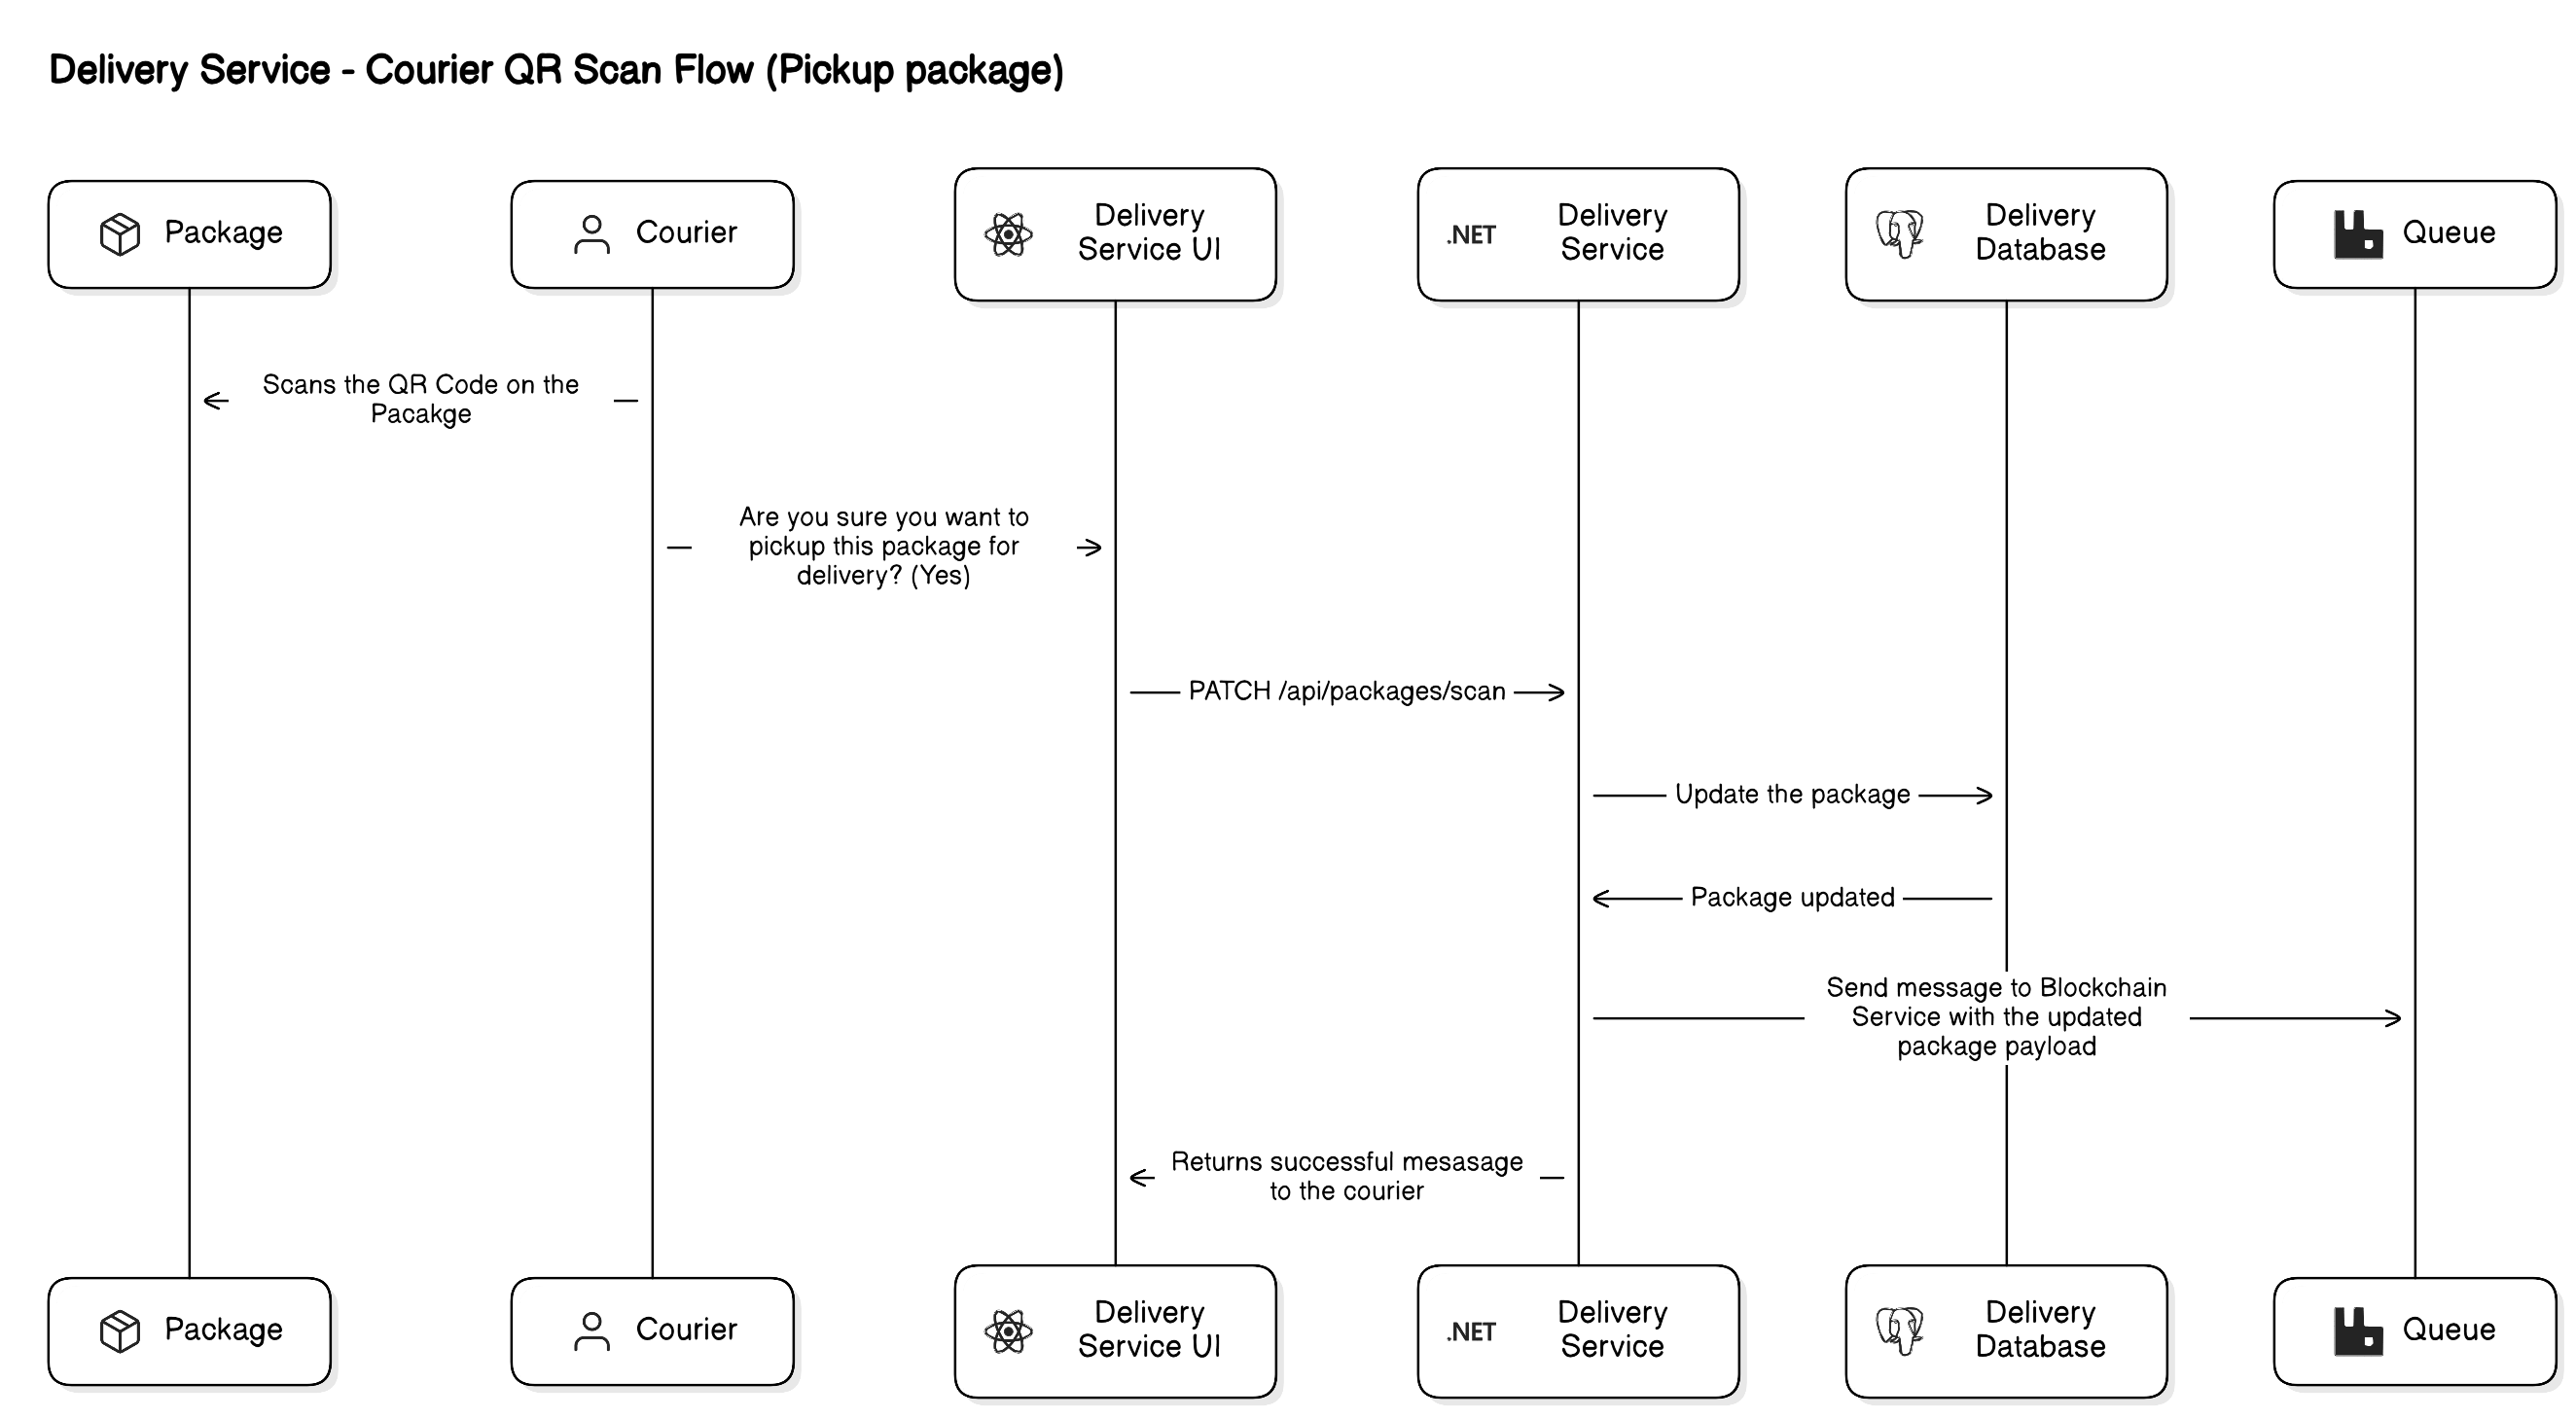 Delivery Service - Courier QR Scan Flow (Pickup package)
Package
Courier
Delivery
Service UI
.NET
Delivery
Service
Delivery
Database
Queue
Scans the QR Code on the
Pacakge
Are you sure you want to
pickup this package for
delivery? (Yes)
PATCH /api/packages/scan
Update the package
Package updated
Send message to Blockchain
Service with the updated
package payload
Returns successful mesasage
to the courier
Package
Courier
Delivery
Service UI
.NET
Delivery
Service
Delivery
Database
Queue